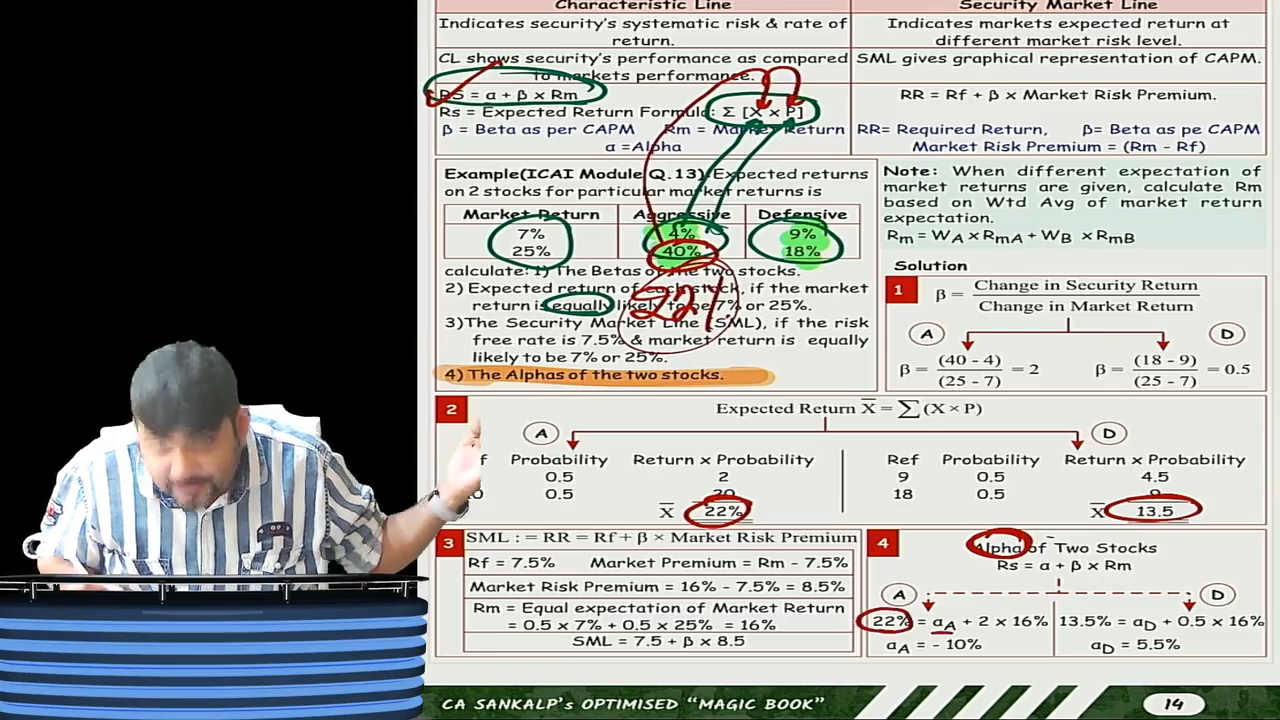 Characteristic Line
Security Market Line
Indicates security's systematic risk & rate of return.
Indicates markets expected return at different market risk level.
CL shows security's performance as compared to markets performance.
SML gives graphical representation of CAPM.
RS = α + β × Rm
Rs = Expected Return Formula: Σ [X × P]
β = Beta as per CAPM Rm = Market Return
α =Alpha
RR = Rf + β × Market Risk Premium.
RR= Required Return, β= Beta as pe CAPM
Market Risk Premium = (Rm - Rf)
Example(ICAI Module Q.13) Expected returns
on 2 stocks for particular market returns is
Market Return Aggressive Defensive
7% 4% 9%
25% 40% 18%
calculate: 1) The Betas of the two stocks.
2) Expected return of each stock, if the market
return is equally likely to be 7% or 25%.
3)The Security Market Line (SML), if the risk
free rate is 7.5% & market return is equally
likely to be 7% or 25%.
4) The Alphas of the two stocks.
22%
Note: When different expectation of
market returns are given, calculate Rm
based on Wtd Avg of market return
expectation.
Rm = WA × RmA + WB × RmB
Solution
1
β = Change in Security Return
Change in Market Return
A D
β = (40 - 4) / (25 - 7) = 2
β = (18 - 9) / (25 - 7) = 0.5
2
Expected Return X̄ = ∑ (X × P)
A D
f Probability Return x Probability
0.5 2
0 0.5 20
X̄ 22%
Ref Probability Return x Probability
9 0.5 4.5
18 0.5 9
X̄ 13.5
3
SML : = RR = Rf + β × Market Risk Premium
Rf = 7.5% Market Premium = Rm - 7.5%
Market Risk Premium = 16% - 7.5% = 8.5%
Rm = Equal expectation of Market Return
= 0.5 x 7% + 0.5 x 25% = 16%
SML = 7.5 + β × 8.5
4
Alpha of Two Stocks
Rs = α + β × Rm
A D
22% = αA + 2 × 16%
αA = - 10%
13.5% = αD + 0.5 × 16%
αD = 5.5%
CA SANKALP's OPTIMISED "MAGIC BOOK"
14